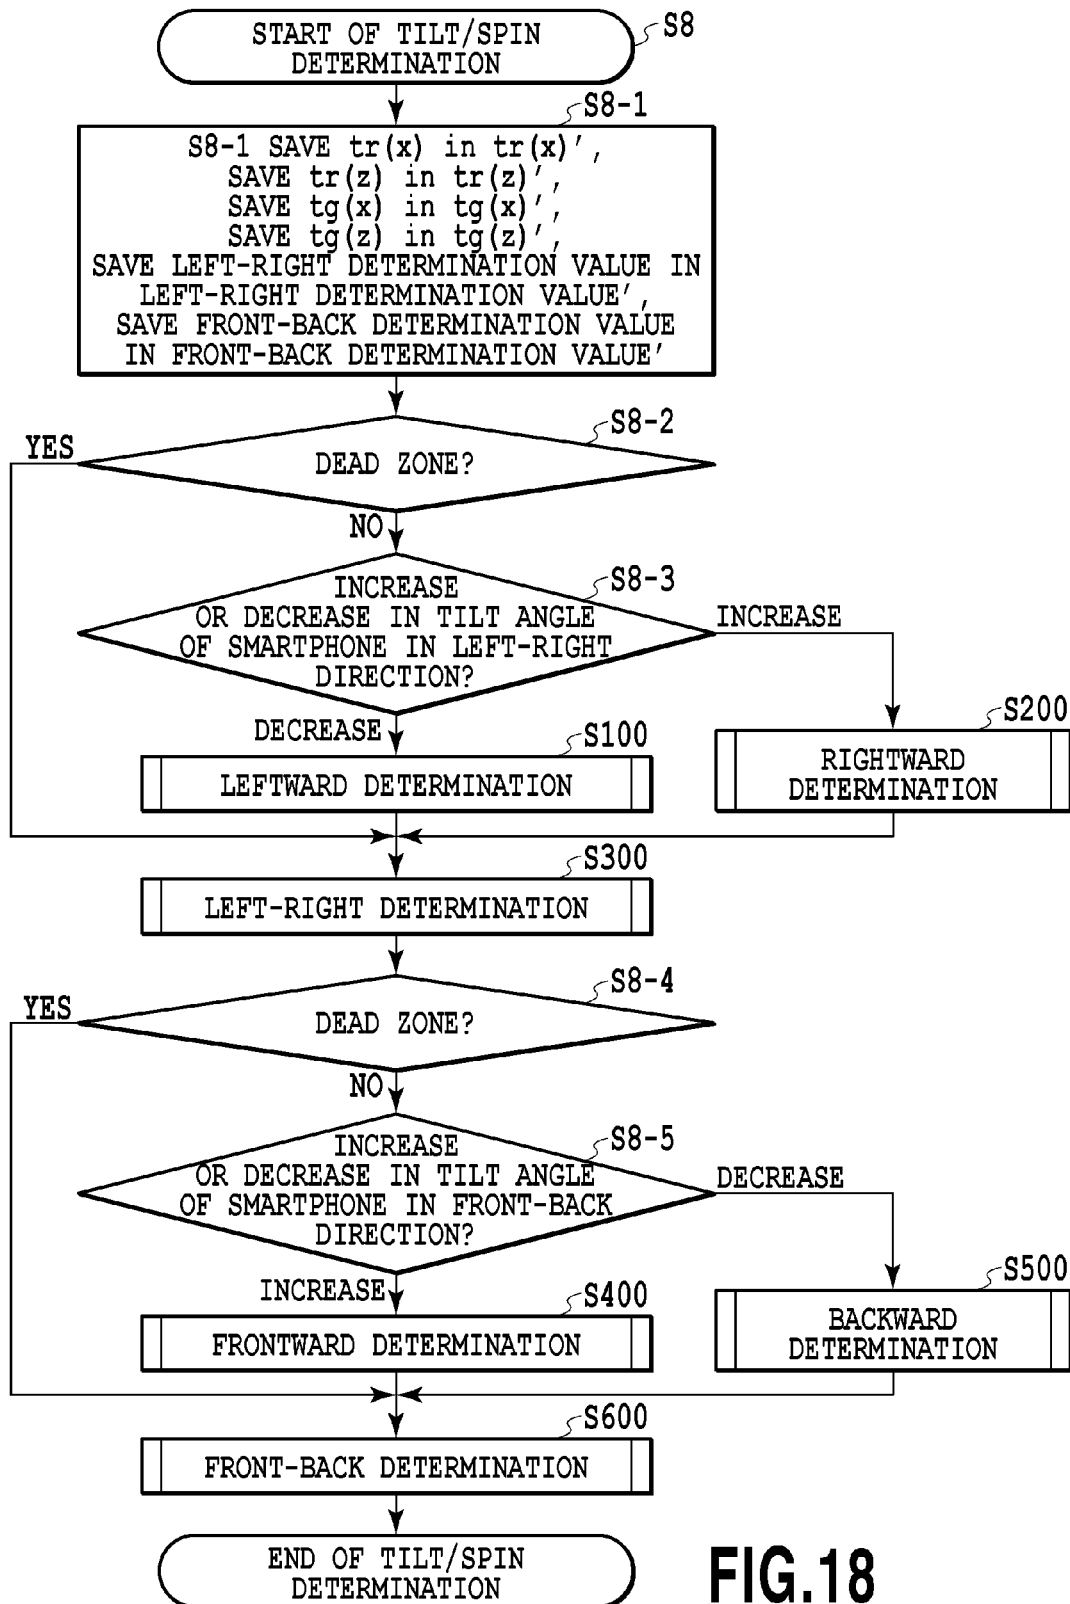 START OF TILT/SPIN
DETERMINATION
S8
S8-1
S8-1 SAVE tr(x) in tr(x)',
SAVE tr(z) in tr(z)',
SAVE tg(x) in tg(x)',
SAVE tg(z) in tg(z)',
SAVE LEFT-RIGHT DETERMINATION VALUE IN
LEFT-RIGHT DETERMINATION VALUE',
SAVE FRONT-BACK DETERMINATION VALUE
IN FRONT-BACK DETERMINATION VALUE'
S8-2
YES
DEAD ZONE?
NO
S8-3
INCREASE
OR DECREASE IN TILT ANGLE
OF SMARTPHONE IN LEFT-RIGHT
DIRECTION?
INCREASE
DECREASE
S100
LEFTWARD DETERMINATION
S200
RIGHTWARD
DETERMINATION
S300
LEFT-RIGHT DETERMINATION
S8-4
YES
DEAD ZONE?
NO
S8-5
INCREASE
OR DECREASE IN TILT ANGLE
OF SMARTPHONE IN FRONT-BACK
DIRECTION?
DECREASE
INCREASE
S400
FRONTWARD DETERMINATION
S500
BACKWARD
DETERMINATION
S600
FRONT-BACK DETERMINATION
END OF TILT/SPIN
DETERMINATION
FIG.18